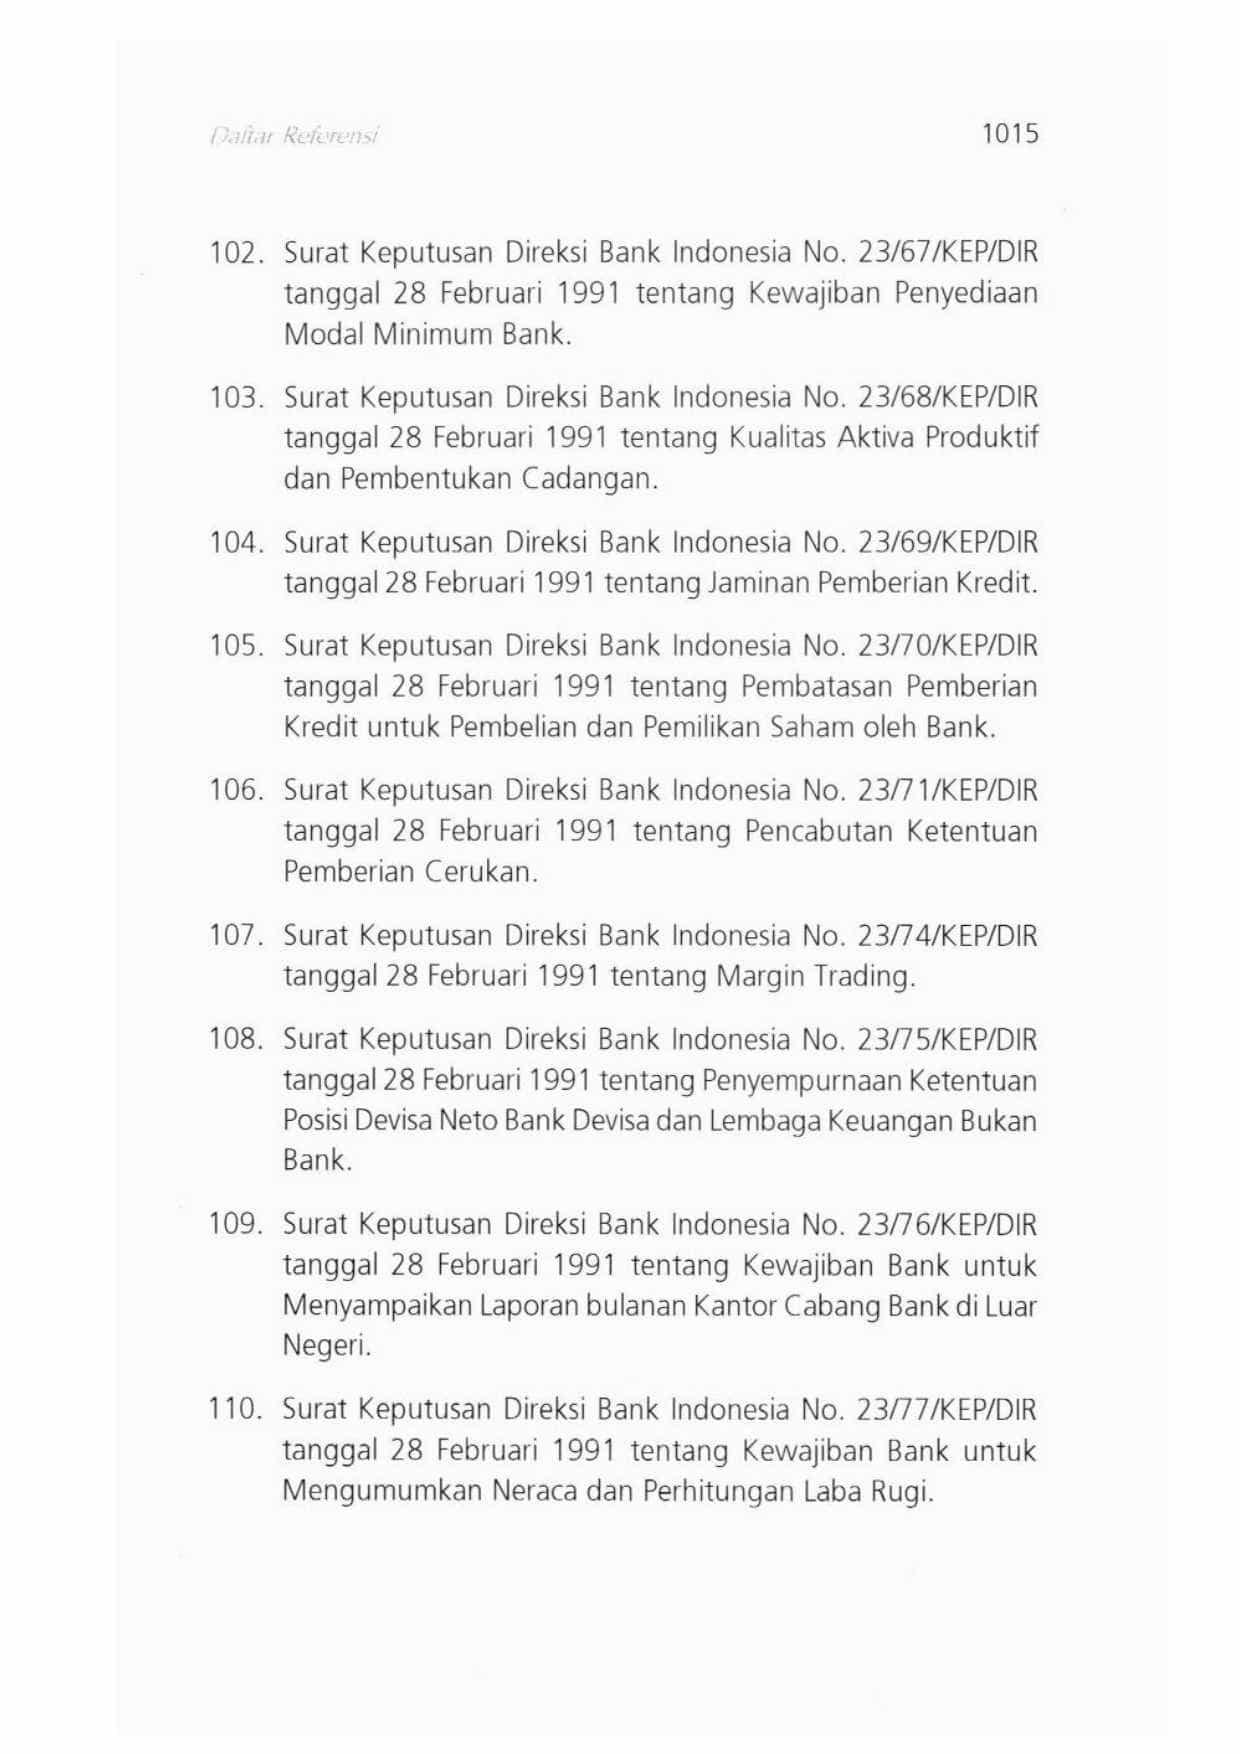 Daftar Referensi 1015
102. Surat Keputusan Direksi Bank Indonesia No. 23/67/KEP/DIR
tanggal 28 Februari 1991 tentang Kewajiban Penyediaan
Modal Minimum Bank.
103. Surat Keputusan Direksi Bank Indonesia No. 23/68/KEP/DIR
tanggal 28 Februari 1991 tentang Kualitas Aktiva Produktif
dan Pembentukan Cadangan.
104. Surat Keputusan Direksi Bank Indonesia No. 23/69/KEP/DIR
tanggal 28 Februari 1991 tentang Jaminan Pemberian Kredit.
105. Surat Keputusan Direksi Bank Indonesia No. 23/70/KEP/DIR
tanggal 28 Februari 1991 tentang Pembatasan Pemberian
Kredit untuk Pembelian dan Pemilikan Saham oleh Bank.
106. Surat Keputusan Direksi Bank Indonesia No. 23/71/KEP/DIR
tanggal 28 Februari 1991 tentang Pencabutan Ketentuan
Pemberian Cerukan.
107. Surat Keputusan Direksi Bank Indonesia No. 23/74/KEP/DIR
tanggal 28 Februari 1991 tentang Margin Trading.
108. Surat Keputusan Direksi Bank Indonesia No. 23/75/KEP/DIR
tanggal 28 Februari 1991 tentang Penyempurnaan Ketentuan
Posisi Devisa Neto Bank Devisa dan Lembaga Keuangan Bukan
Bank.
109. Surat Keputusan Direksi Bank Indonesia No. 23/76/KEP/DIR
tanggal 28 Februari 1991 tentang Kewajiban Bank untuk
Menyampaikan Laporan bulanan Kantor Cabang Bank di Luar
Negeri.
110. Surat Keputusan Direksi Bank Indonesia No. 23/77/KEP/DIR
tanggal 28 Februari 1991 tentang Kewajiban Bank untuk
Mengumumkan Neraca dan Perhitungan Laba Rugi.